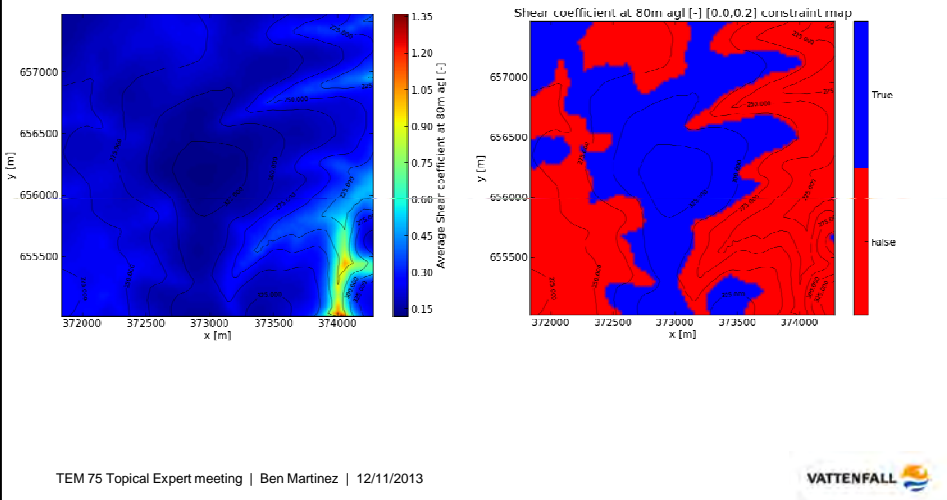 Shear coefficient at 80m agl [-] [0.0,0.2] constraint map
y [m]
657000
656500
656000
655500
372000 372500 373000 373500 374000
x [m]
1.35
1.20
1.05
0.90
0.75
0.60
0.45
0.30
0.15
Average Shear coefficient at 80m agl [-]
y [m]
657000
656500
656000
655500
372000 372500 373000 373500 374000
x [m]
True
False
TEM 75 Topical Expert meeting | Ben Martinez | 12/11/2013
VATTENFALL